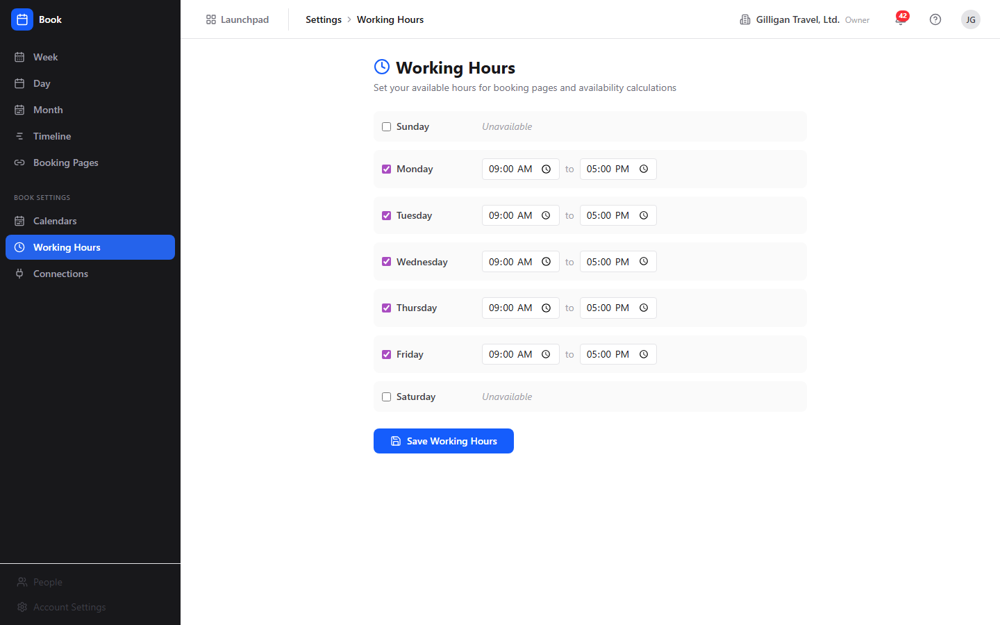 Book
Week
Day
Month
Timeline
Booking Pages
BOOK SETTINGS
Calendars
Working Hours
Connections
People
Account Settings
Launchpad
Settings > Working Hours
Gilligan Travel, Ltd. Owner
42
JG
Working Hours
Set your available hours for booking pages and availability calculations
Sunday Unavailable
Monday 09:00 AM to 05:00 PM
Tuesday 09:00 AM to 05:00 PM
Wednesday 09:00 AM to 05:00 PM
Thursday 09:00 AM to 05:00 PM
Friday 09:00 AM to 05:00 PM
Saturday Unavailable
Save Working Hours